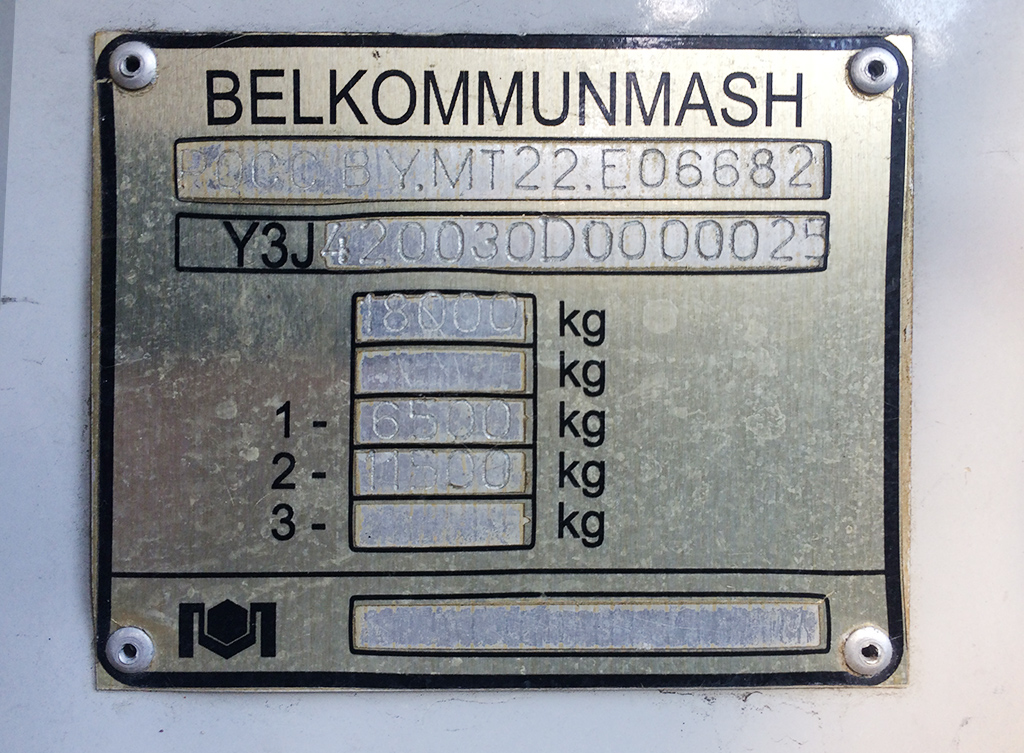 BELKOMMUNMASH
РОСС BY.MT22.E06682
Y3J420030D0000025
18000 kg
kg
1 - 6500 kg
2 - 11500 kg
3 - kg